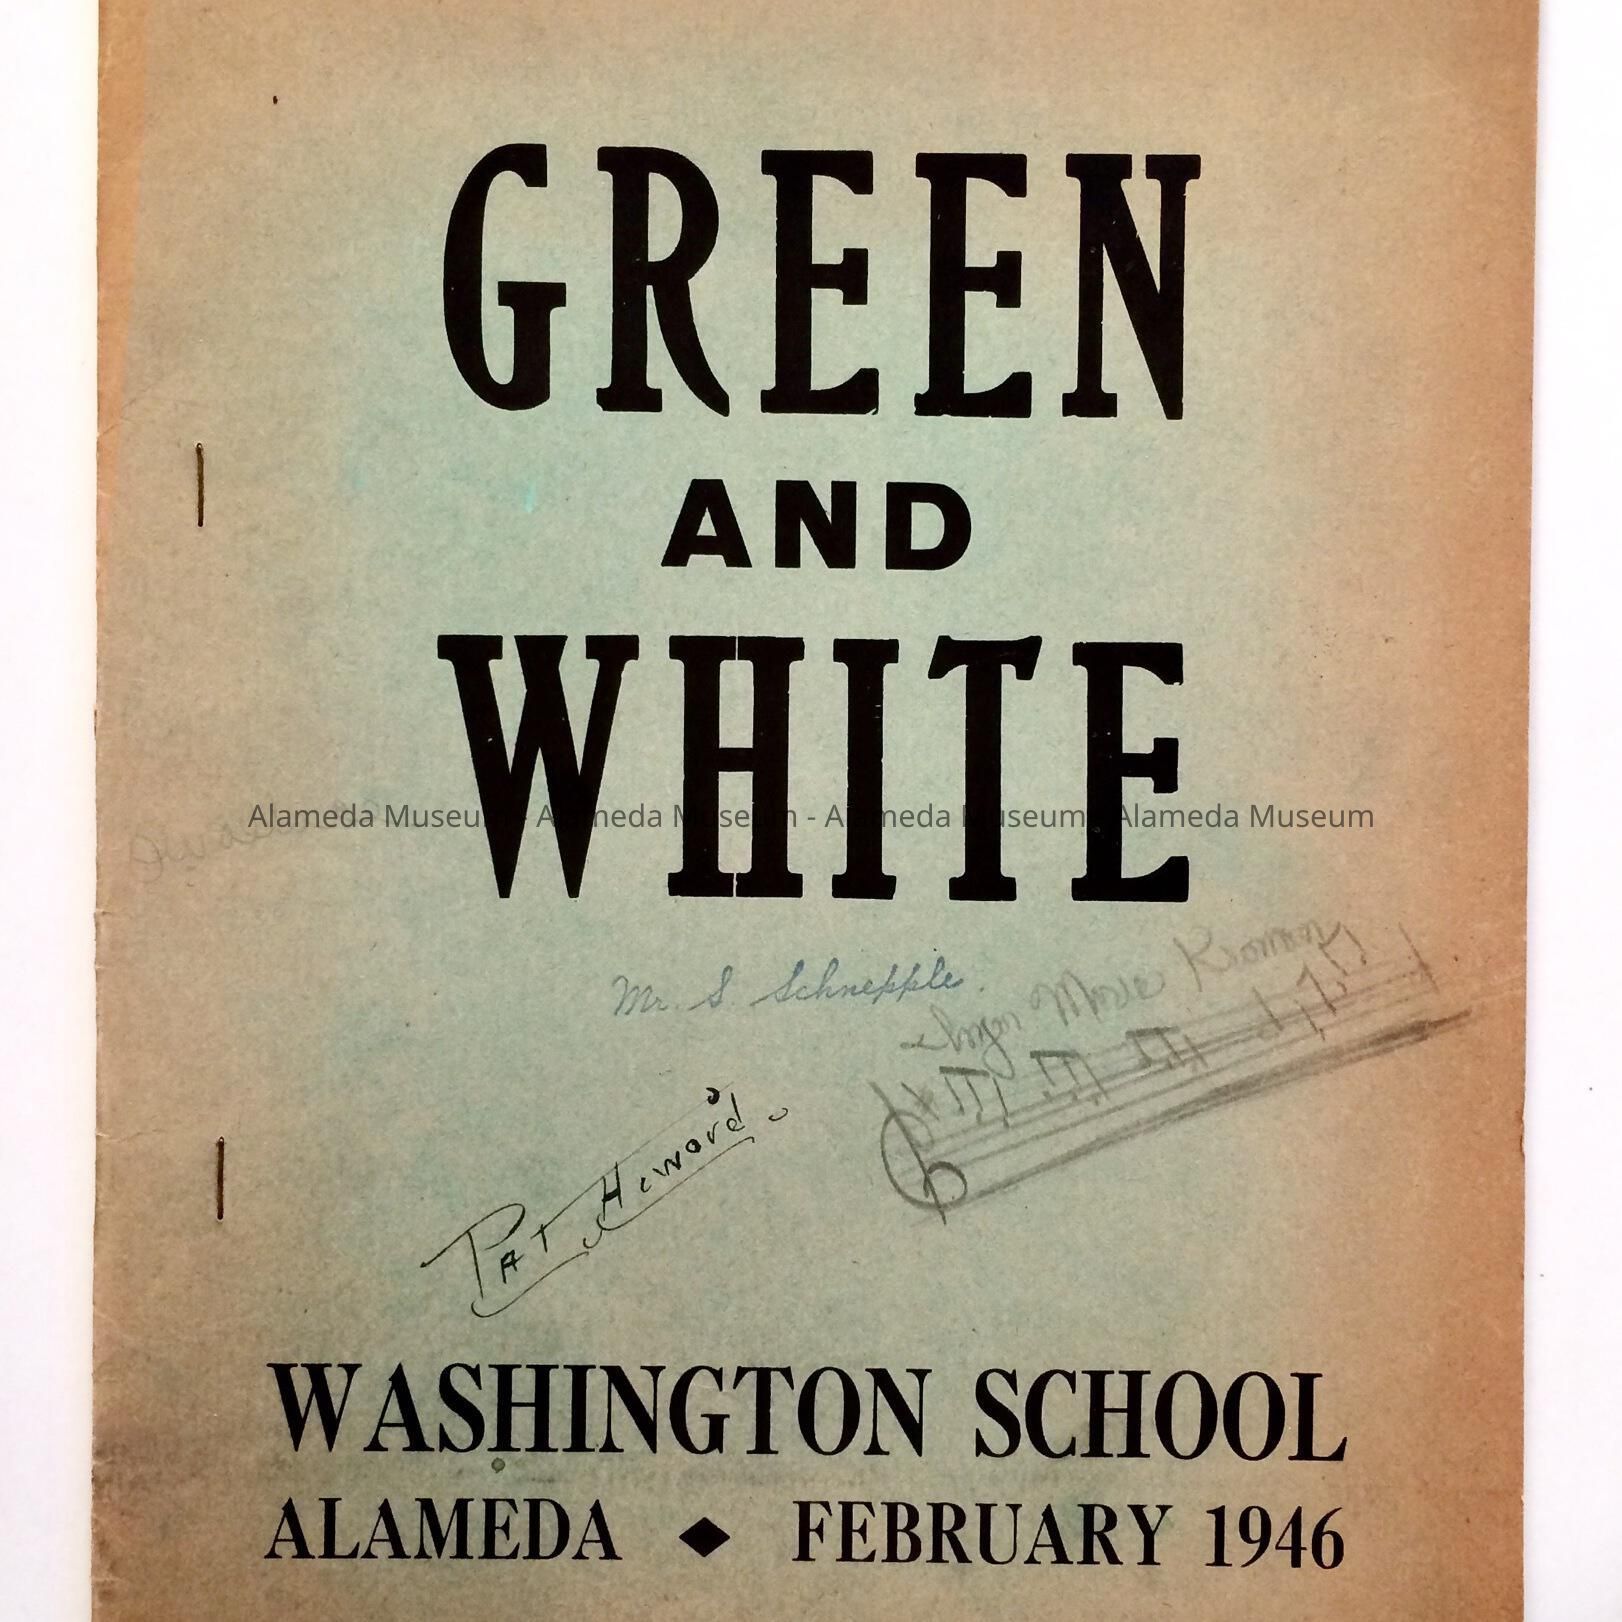 GREEN
AND
WHITE
Alameda Museum - Alameda Museum - Alameda Museum - Alameda Museum
Mr. S. Schnepple.
Marie
PAT HOWARD
WASHINGTON SCHOOL
ALAMEDA ◆ FEBRUARY 1946